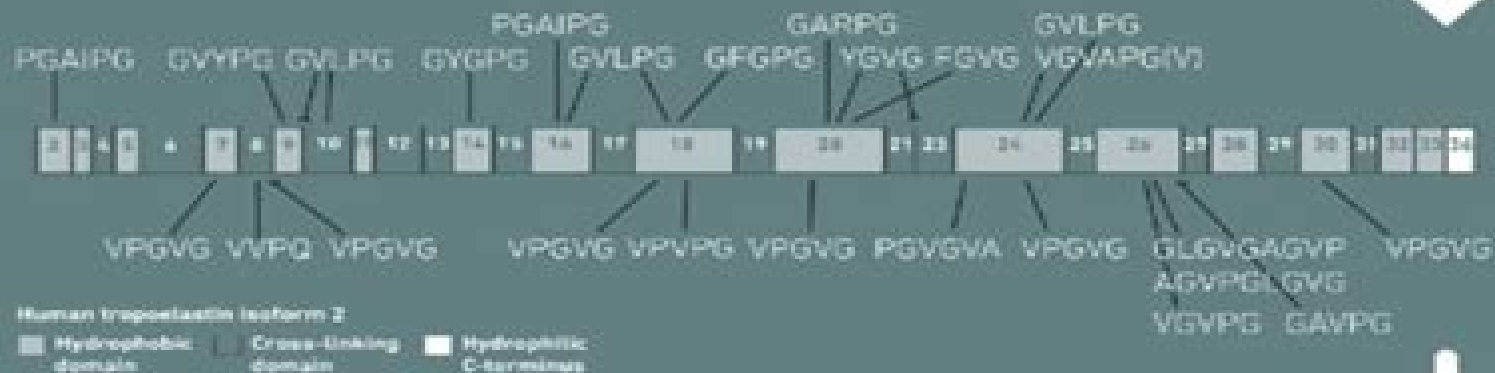 PGAIPG GARPG GVLPG
PGAIPG GVYPG GVLPG GYGPG GVLPG GFGPG YGVG FGVG VGVAPG(V)
2 3 4 5 6 7 8 9 10 11 12 13 14 15 16 17 18 19 20 21 23 24 25 26 27 28 29 30 31 32 33 36
VPGVG VVPQ VPGVG VPGVG VPVPG VPGVG PGVGVA VPGVG GLGVGAGVP VPGVG
AGVPGLGVG
VGVPG GAVPG
Human tropoelastin isoform 2
Hydrophobic domain
Cross-linking domain
Hydrophilic C-terminus